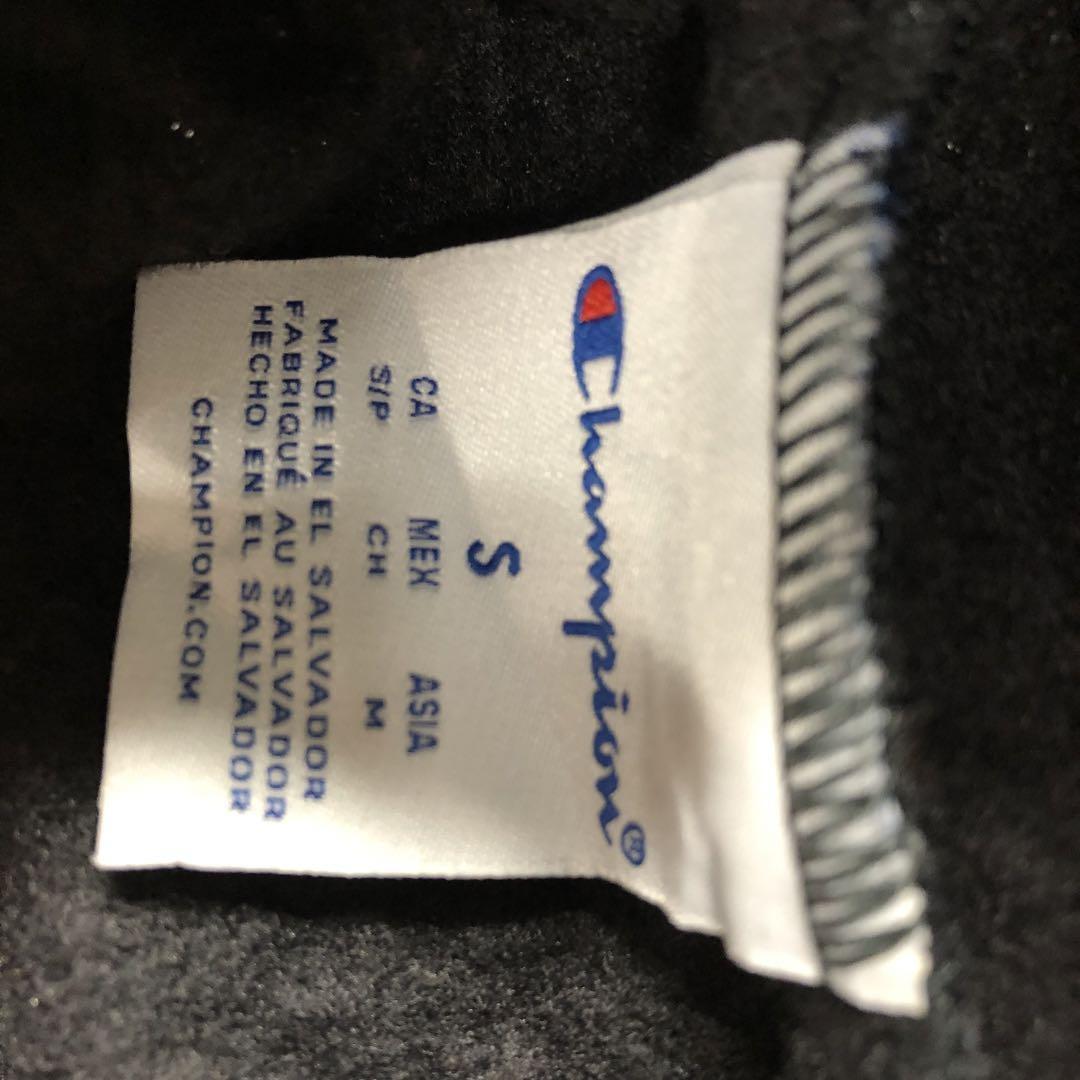 Champion®
S
CA MEX ASIA
S/P CH M
MADE IN EL SALVADOR
FABRIQUÉ AU SALVADOR
HECHO EN EL SALVADOR
CHAMPION.COM